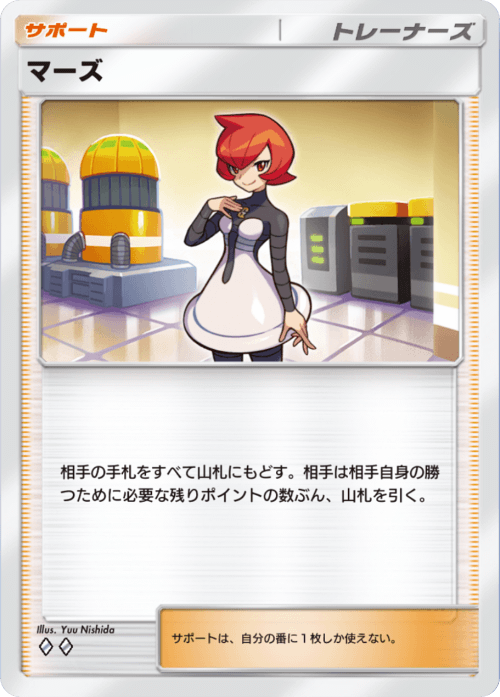 サポート
トレーナーズ
マーズ
相手の手札をすべて山札にもどす。相手は相手自身の勝
つために必要な残りポイントの数ぶん、山札を引く。
Illus. Yuu Nishida
サポートは、自分の番に1枚しか使えない。